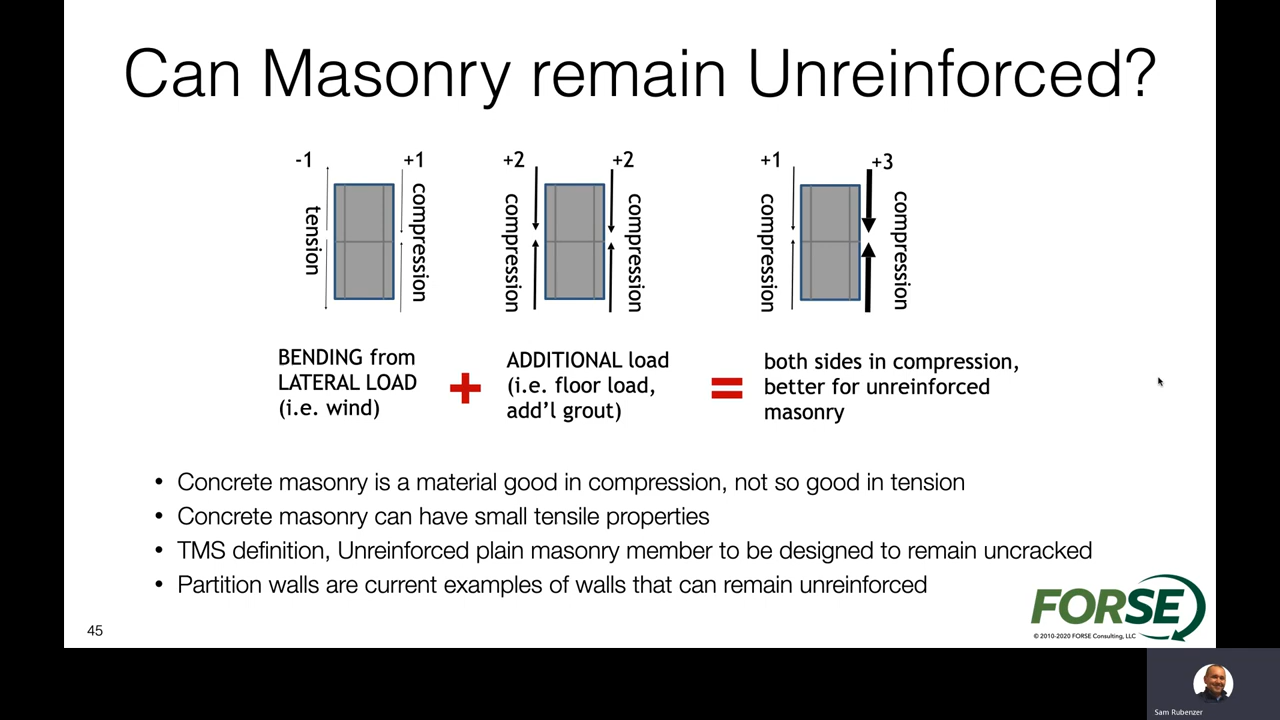 Can Masonry remain Unreinforced?
-1
+1
+2
+2
+1
+3
tension
compression
compression
compression
compression
compression
BENDING from
LATERAL LOAD
(i.e. wind)
+
ADDITIONAL load
(i.e. floor load,
add'l grout)
=
both sides in compression,
better for unreinforced
masonry
• Concrete masonry is a material good in compression, not so good in tension
• Concrete masonry can have small tensile properties
• TMS definition, Unreinforced plain masonry member to be designed to remain uncracked
• Partition walls are current examples of walls that can remain unreinforced
45
FORSE
© 2010-2020 FORSE Consulting, LLC
Sam Rubenzer